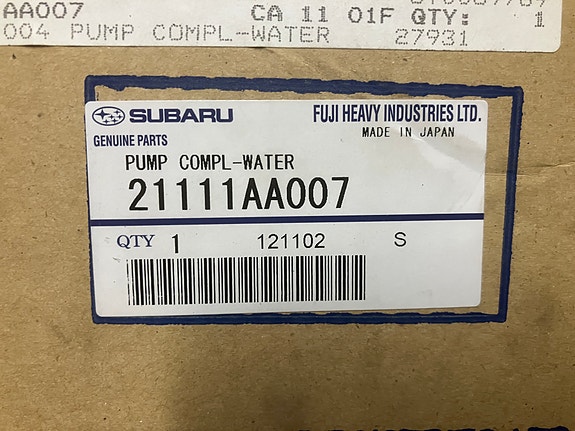 AA007 CA 11 01F QTY: 1
004 PUMP COMPL-WATER 27931
SUBARU FUJI HEAVY INDUSTRIES LTD.
GENUINE PARTS MADE IN JAPAN
PUMP COMPL-WATER
21111AA007
QTY 1 121102 S